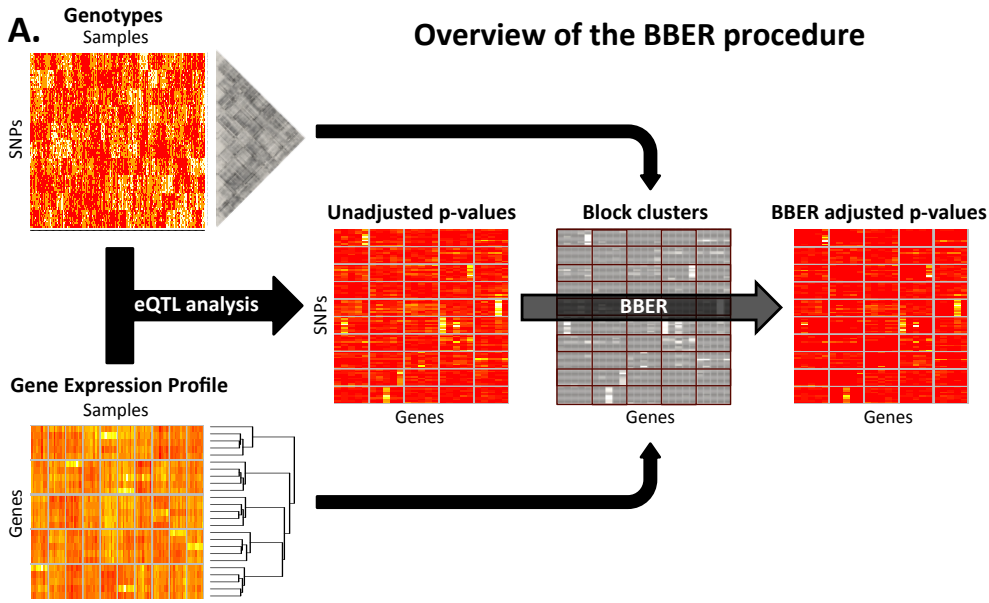 A.
Overview of the BBER procedure
Genotypes
Samples
SNPs
eQTL analysis
Unadjusted p-values
SNPs
Genes
Block clusters
BBER
Genes
BBER adjusted p-values
Genes
Gene Expression Profile
Samples
Genes